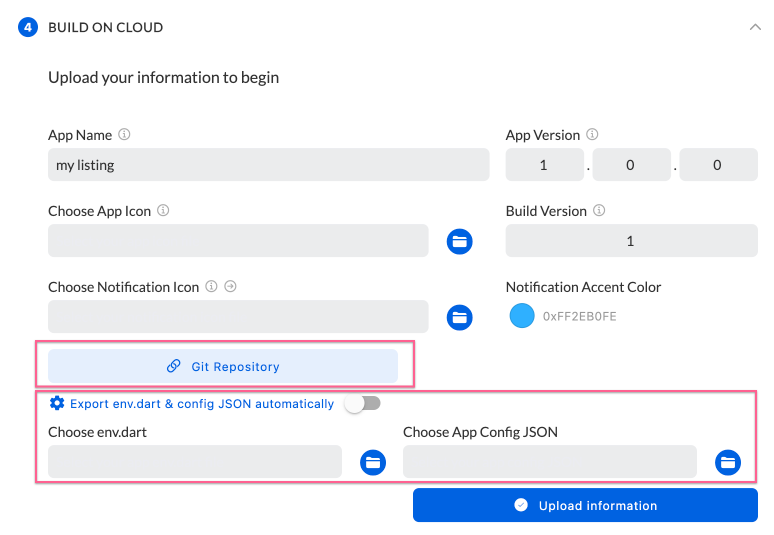 4 BUILD ON CLOUD
Upload your information to begin
App Name
App Version
my listing
1 . 0 . 0
Choose App Icon
Build Version
1
Choose Notification Icon
Notification Accent Color
0xFF2EB0FE
Git Repository
Export env.dart & config JSON automatically
Choose env.dart
Choose App Config JSON
Upload information